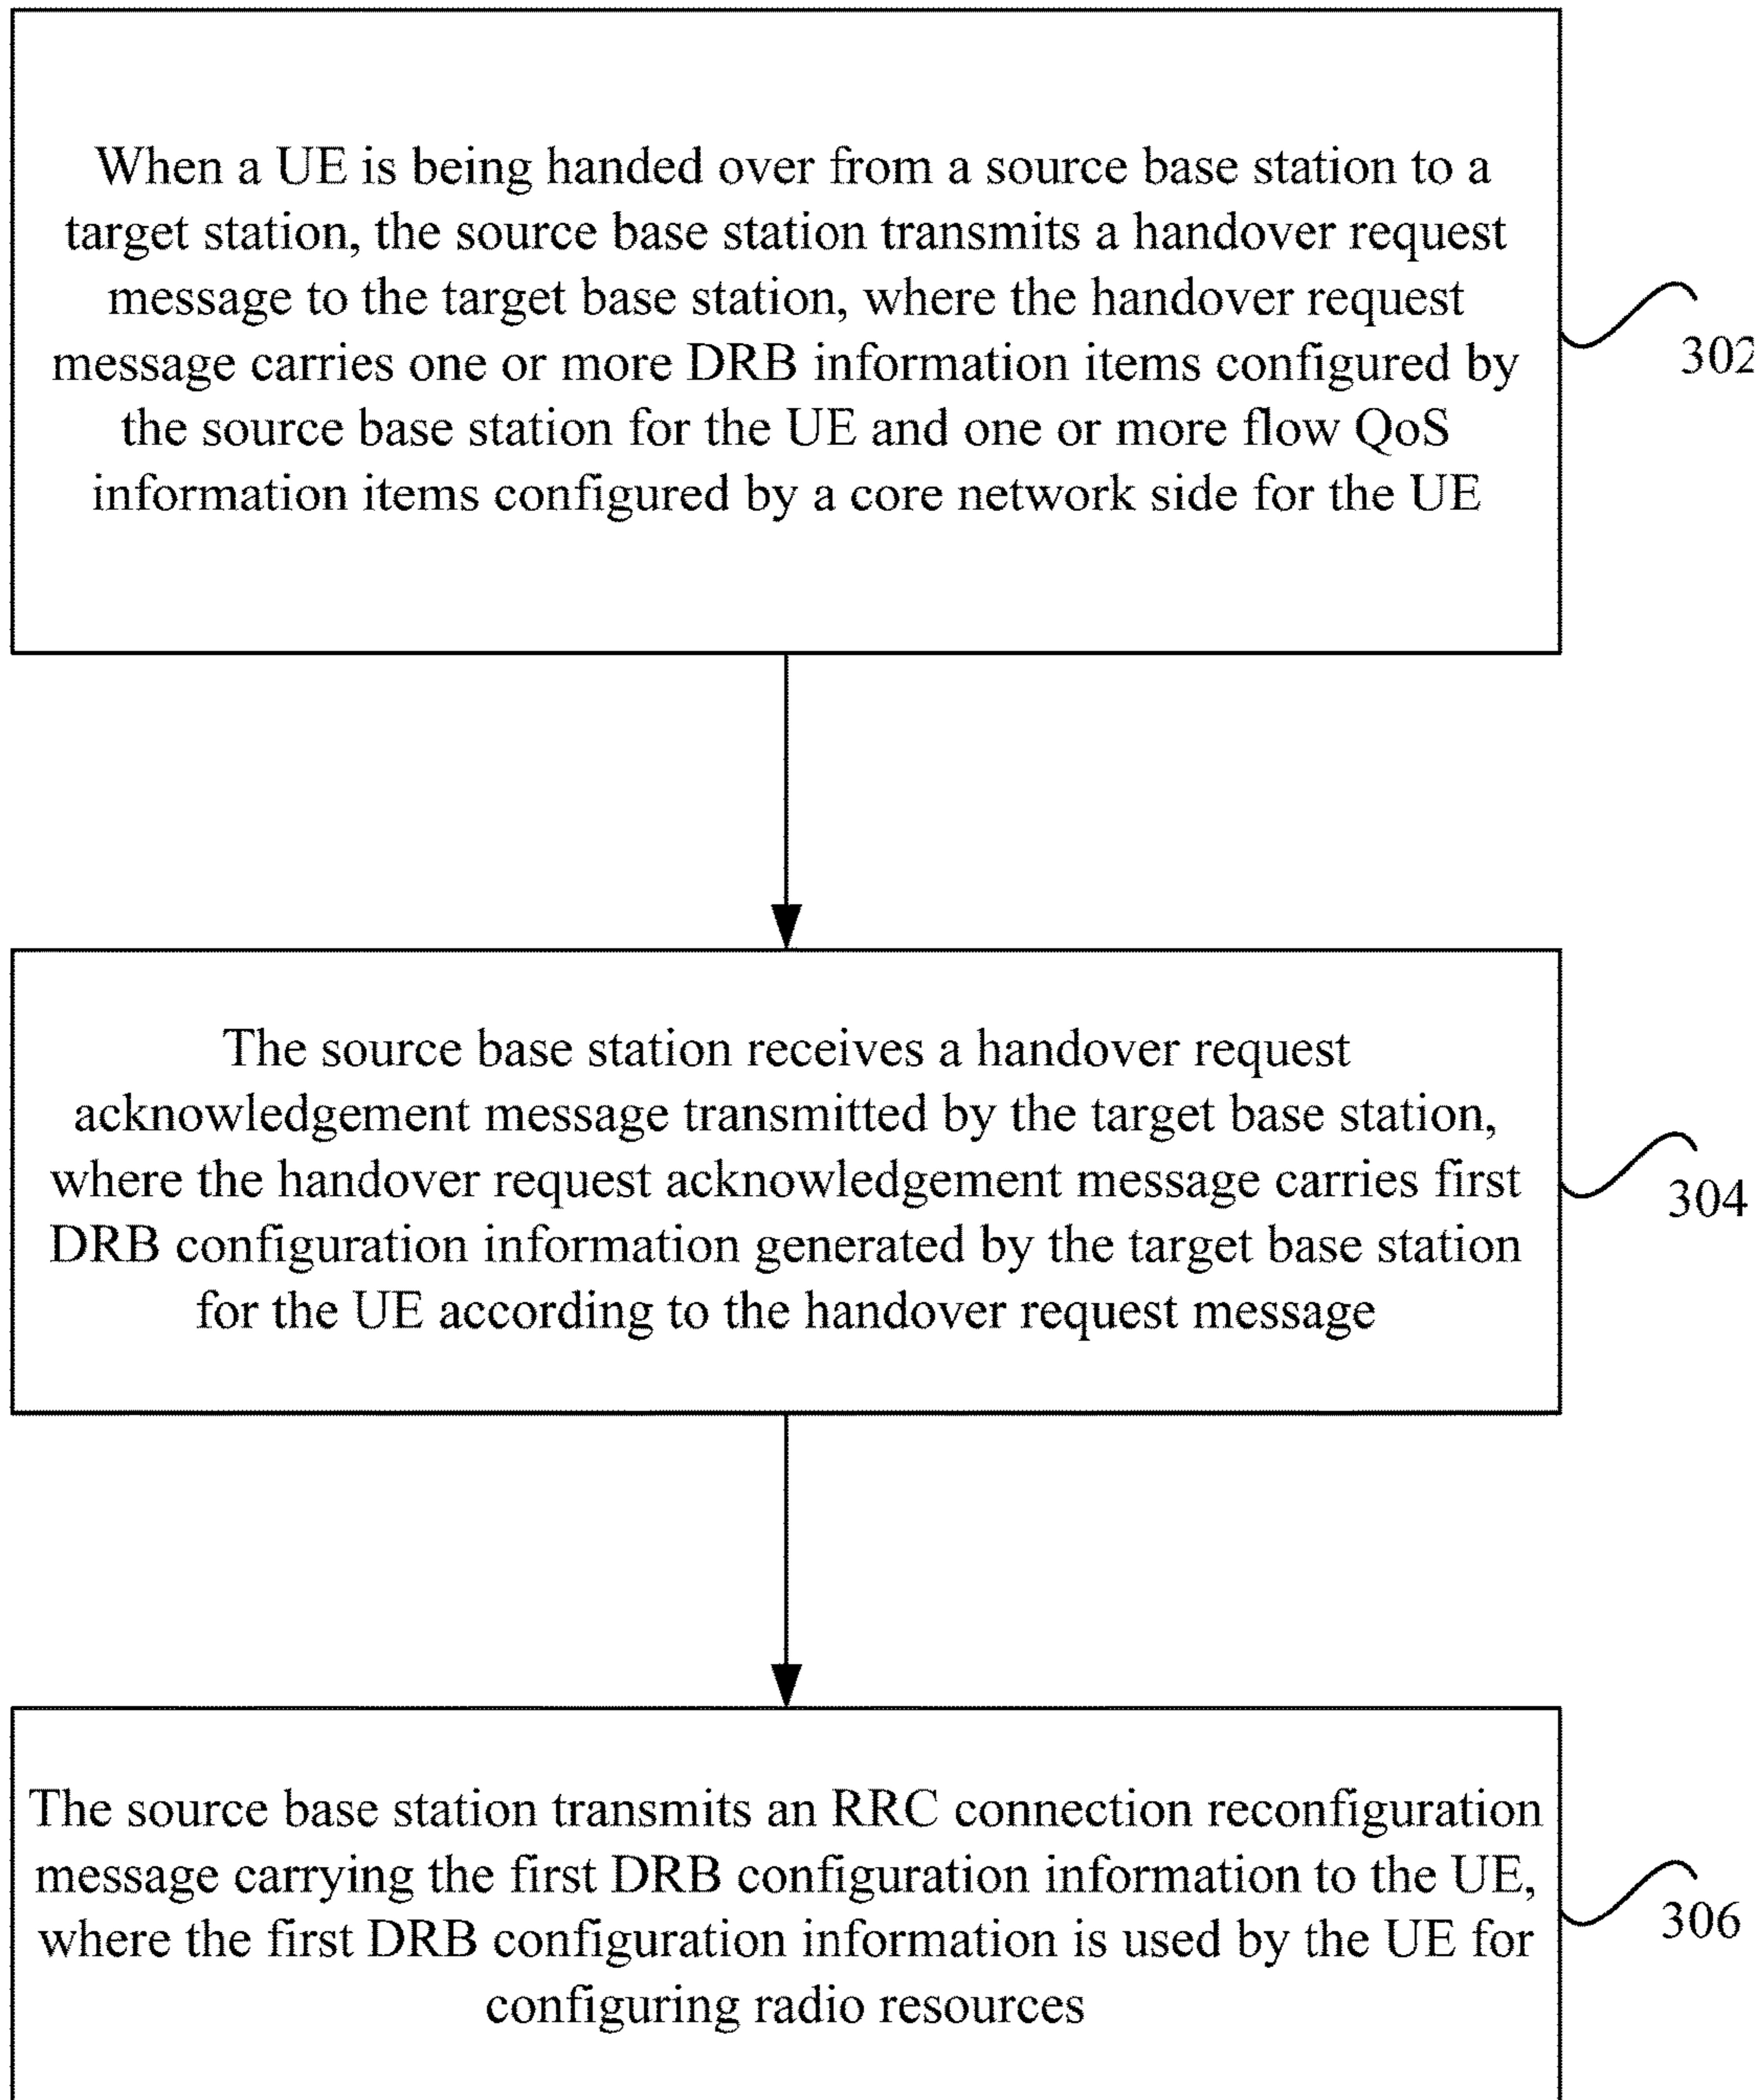 When a UE is being handed over from a source base station to a
target station, the source base station transmits a handover request
message to the target base station, where the handover request
message carries one or more DRB information items configured by
the source base station for the UE and one or more flow QoS
information items configured by a core network side for the UE
302
The source base station receives a handover request
acknowledgement message transmitted by the target base station,
where the handover request acknowledgement message carries first
DRB configuration information generated by the target base station
for the UE according to the handover request message
304
The source base station transmits an RRC connection reconfiguration
message carrying the first DRB configuration information to the UE,
where the first DRB configuration information is used by the UE for
configuring radio resources
306